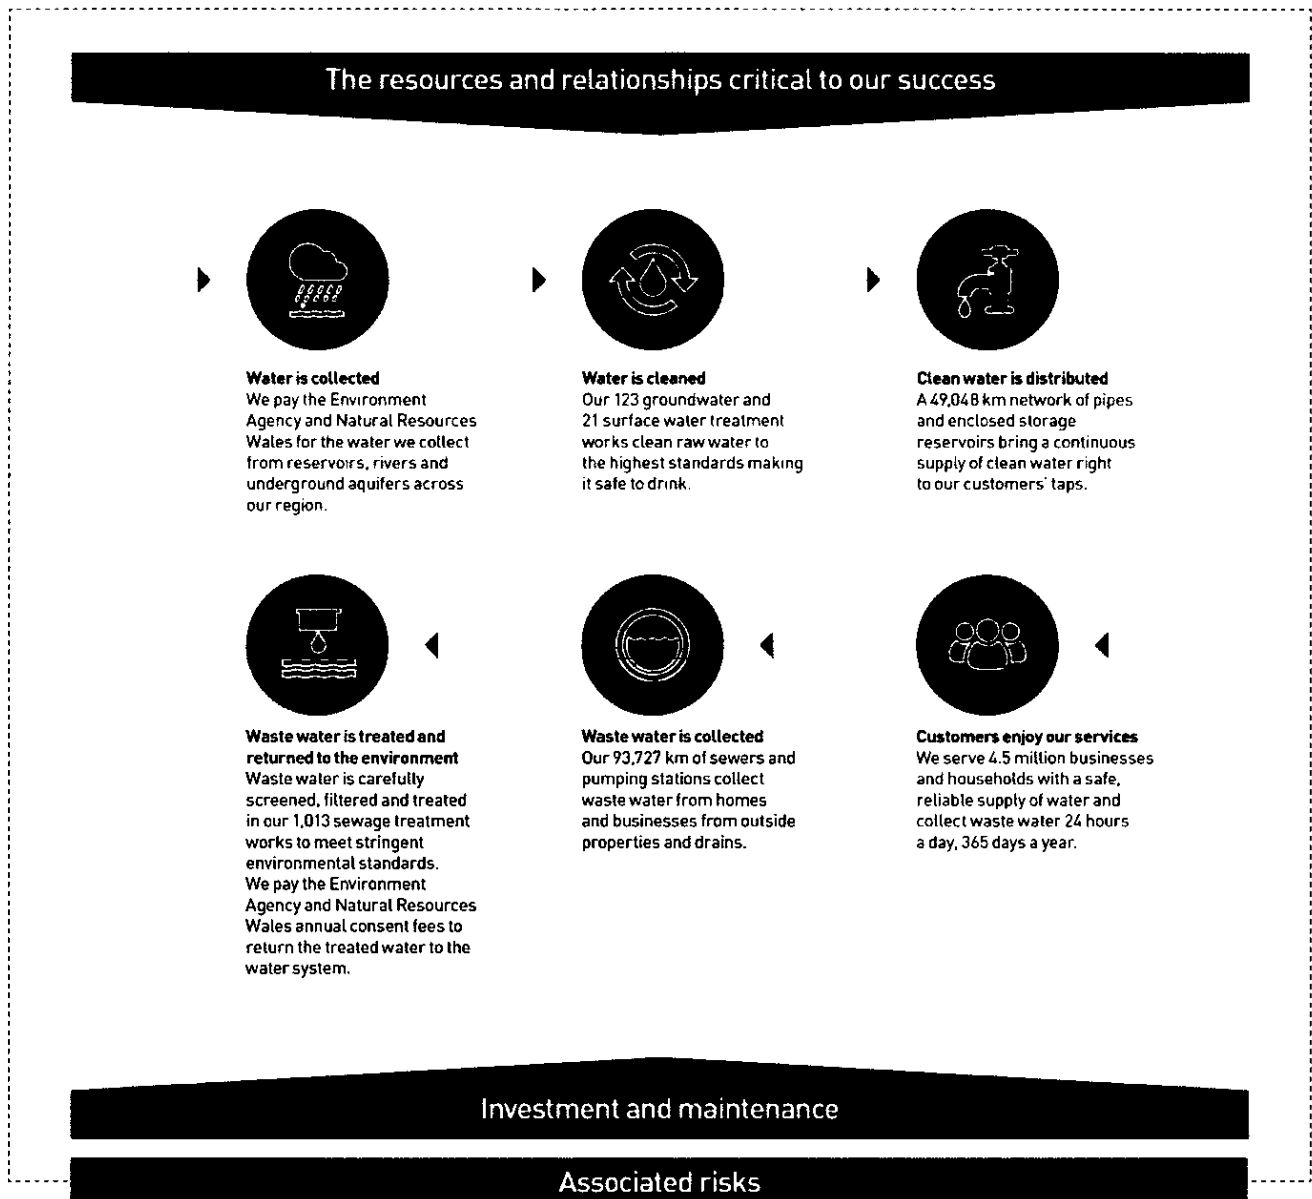 The resources and relationships critical to our success
Water is collected
We pay the Environment
Agency and Natural Resources
Wales for the water we collect
from reservoirs, rivers and
underground aquifers across
our region.
Water is cleaned
Our 123 groundwater and
21 surface water treatment
works clean raw water to
the highest standards making
it safe to drink.
Clean water is distributed
A 49,048 km network of pipes
and enclosed storage
reservoirs bring a continuous
supply of clean water right
to our customers' taps.
Waste water is treated and
returned to the environment
Waste water is carefully
screened, filtered and treated
in our 1,013 sewage treatment
works to meet stringent
environmental standards.
We pay the Environment
Agency and Natural Resources
Wales annual consent fees to
return the treated water to the
water system.
Waste water is collected
Our 93,727 km of sewers and
pumping stations collect
waste water from homes
and businesses from outside
properties and drains.
Customers enjoy our services
We serve 4.5 million businesses
and households with a safe,
reliable supply of water and
collect waste water 24 hours
a day, 365 days a year.
Investment and maintenance
Associated risks